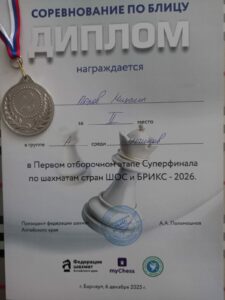 СОРЕВНОВАНИЕ ПО БЛИЦУ
ДИПЛОМ
награждается
за II место
в группе среди
в Первом отборочном этапе Суперфинала
по шахматам стран ШОС и БРИКС - 2026.
Президент федерации шахмат
Алтайского края
А.А. Поломошнов
Федерация шахмат
myChess
г. Барнаул, 6 декабря 2025 г.